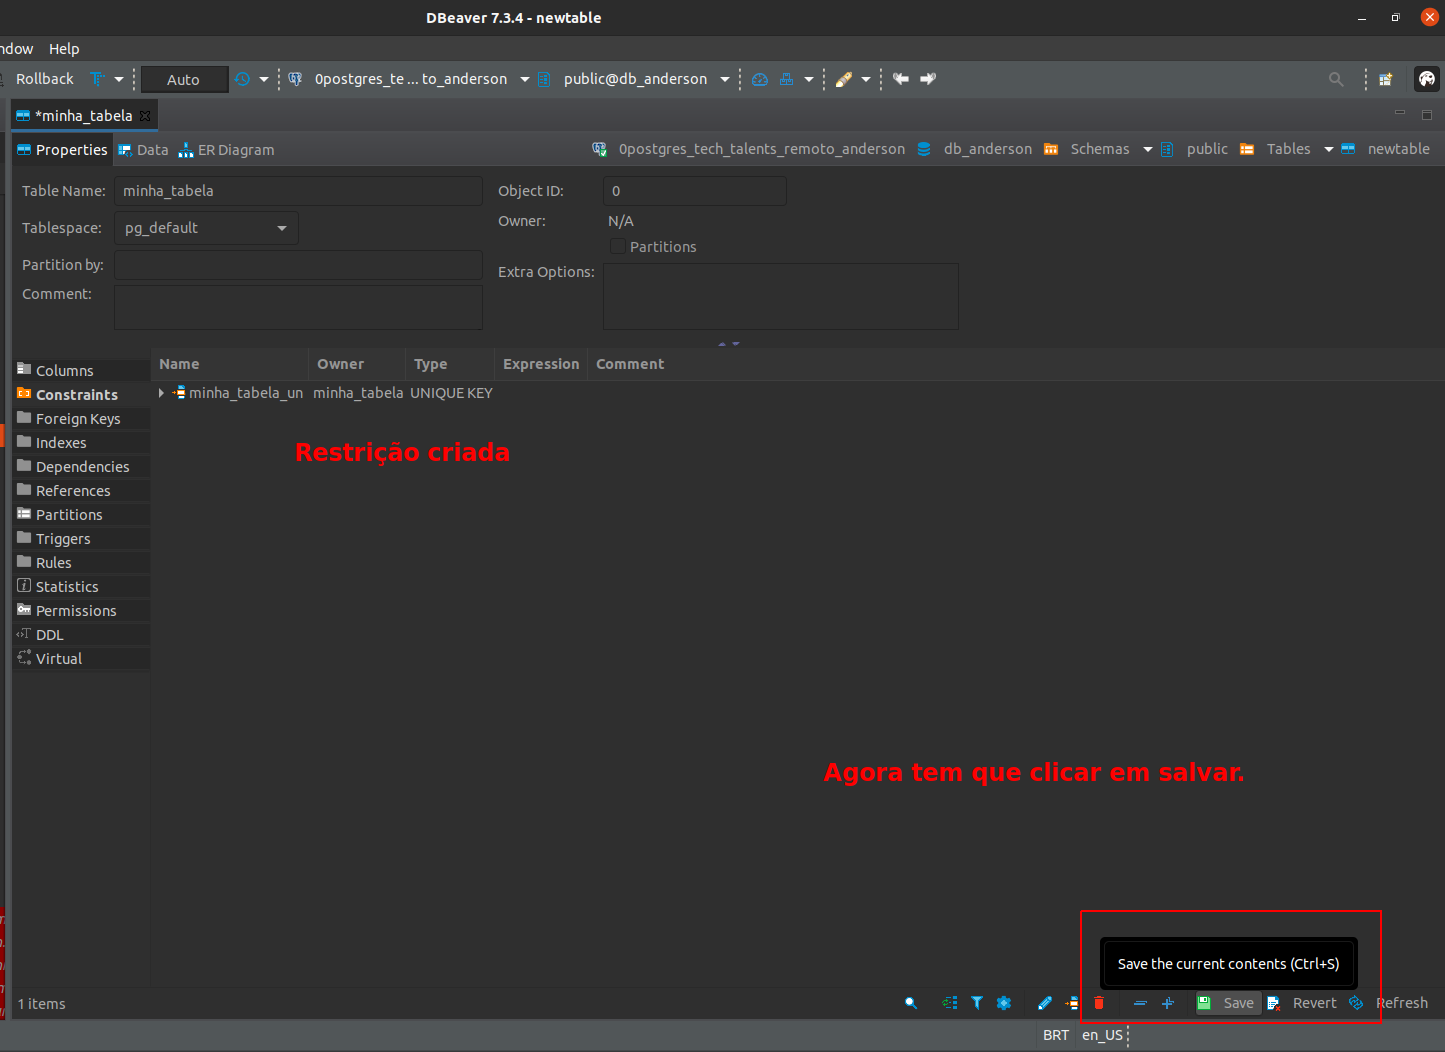 DBeaver 7.3.4 - newtable
ndow Help
Rollback Auto 0postgres_te ... to_anderson public@db_anderson
*minha_tabela
Properties Data ER Diagram 0postgres_tech_talents_remoto_anderson db_anderson Schemas public Tables newtable
Table Name: minha_tabela Object ID: 0
Tablespace: pg_default Owner: N/A
Partitions
Partition by: Extra Options:
Comment:
Name Owner Type Expression Comment
Columns
minha_tabela_un minha_tabela UNIQUE KEY
Constraints
Foreign Keys
Indexes
Restrição criada
Dependencies
References
Partitions
Triggers
Rules
Statistics
Permissions
DDL
Virtual
Agora tem que clicar em salvar.
Save the current contents (Ctrl+S)
1 items Save Revert Refresh
BRT en_US